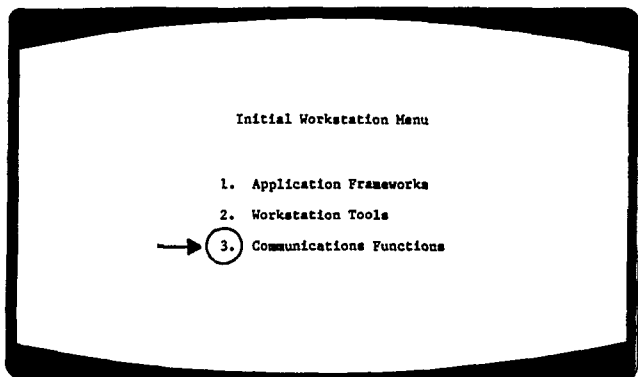 Initial Workstation Menu
1. Application Frameworks
2. Workstation Tools
3. Communications Functions